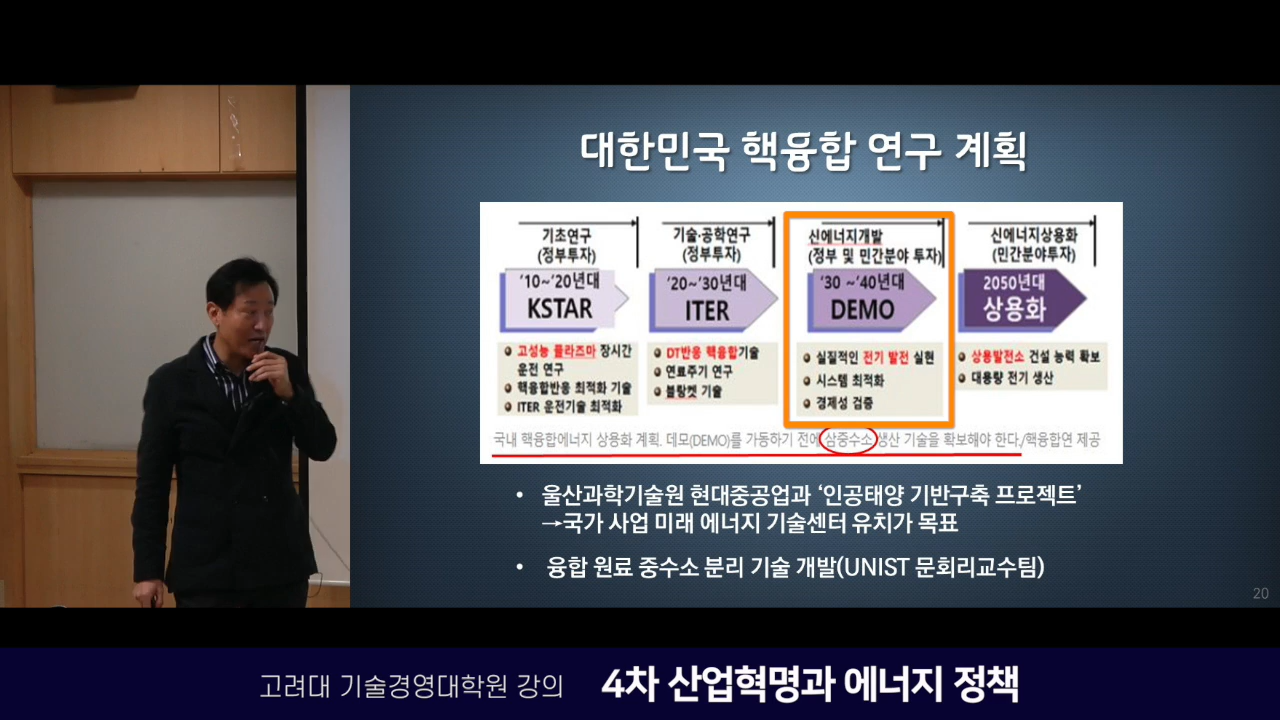 대한민국 핵융합 연구 계획
기초연구
(정부투자)
'10~'20년대
KSTAR
고성능 플라즈마 장시간
운전 연구
핵융합반응 최적화 기술
ITER 운전기술 최적화
기술·공학연구
(정부투자)
'20~'30년대
ITER
DT반응 핵융합기술
연료주기 연구
블랑켓 기술
신에너지개발
(정부 및 민간분야 투자)
'30 ~'40년대
DEMO
실질적인 전기 발전 실현
시스템 최적화
경제성 검증
신에너지상용화
(민간분야투자)
2050년대
상용화
상용발전소 건설 능력 확보
대용량 전기 생산
국내 핵융합에너지 상용화 계획. 데모(DEMO)를 가동하기 전에 삼중수소 생산 기술을 확보해야 한다./핵융합연 제공
• 울산과학기술원 현대중공업과 ‘인공태양 기반구축 프로젝트’
→국가 사업 미래 에너지 기술센터 유치가 목표
• 융합 원료 중수소 분리 기술 개발(UNIST 문회리교수팀)
20
고려대 기술경영대학원 강의 4차 산업혁명과 에너지 정책